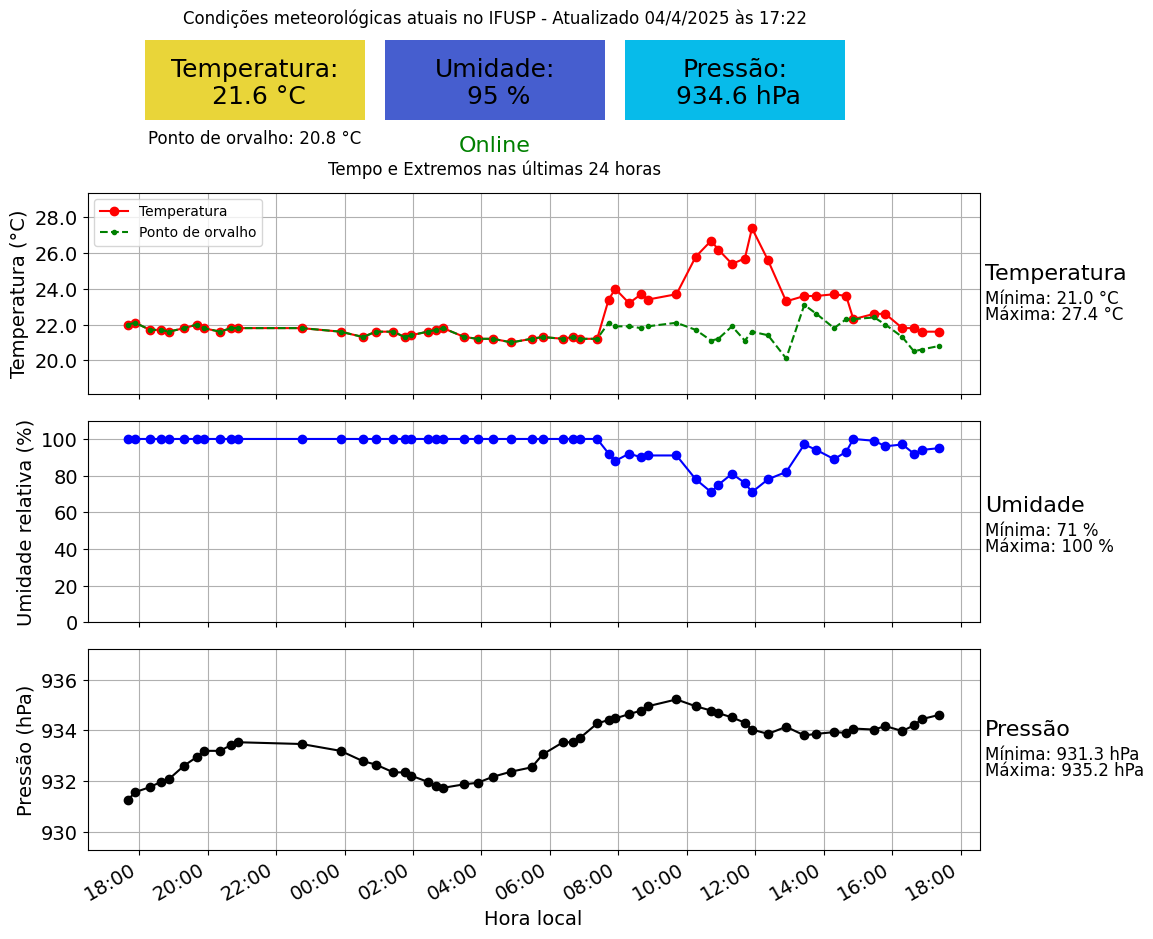 Condições meteorológicas atuais no IFUSP - Atualizado 04/4/2025 às 17:22
Temperatura:
21.6 °C
Umidade:
95 %
Pressão:
934.6 hPa
Ponto de orvalho: 20.8 °C
Online
Tempo e Extremos nas últimas 24 horas
Temperatura (°C)
28.0
26.0
24.0
22.0
20.0
Temperatura
Ponto de orvalho
Temperatura
Mínima: 21.0 °C
Máxima: 27.4 °C
Umidade relativa (%)
100
80
60
40
20
0
Umidade
Mínima: 71 %
Máxima: 100 %
Pressão (hPa)
936
934
932
930
Pressão
Mínima: 931.3 hPa
Máxima: 935.2 hPa
18:00 20:00 22:00 00:00 02:00 04:00 06:00 08:00 10:00 12:00 14:00 16:00 18:00
Hora local